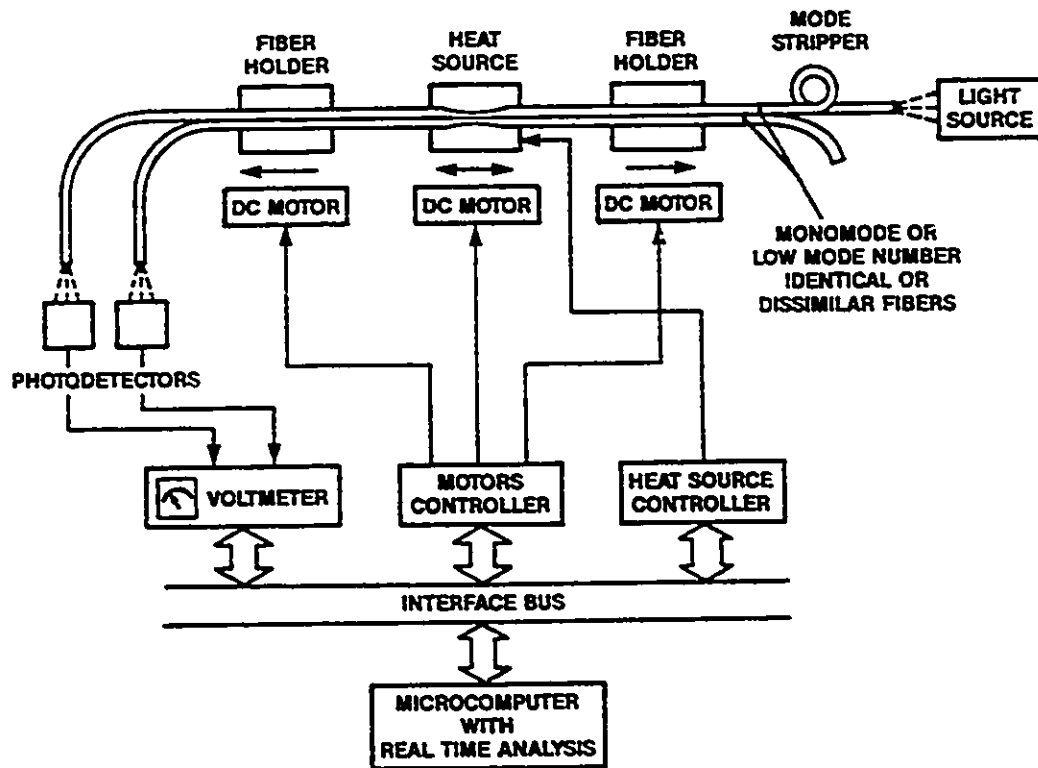 MODE
STRIPPER
FIBER
HOLDER
HEAT
SOURCE
FIBER
HOLDER
LIGHT
SOURCE
DC MOTOR
DC MOTOR
DC MOTOR
MONOMODE OR
LOW MODE NUMBER
IDENTICAL OR
DISSIMILAR FIBERS
PHOTODETECTORS
VOLTMETER
MOTORS
CONTROLLER
HEAT SOURCE
CONTROLLER
INTERFACE BUS
MICROCOMPUTER
WITH
REAL TIME ANALYSIS